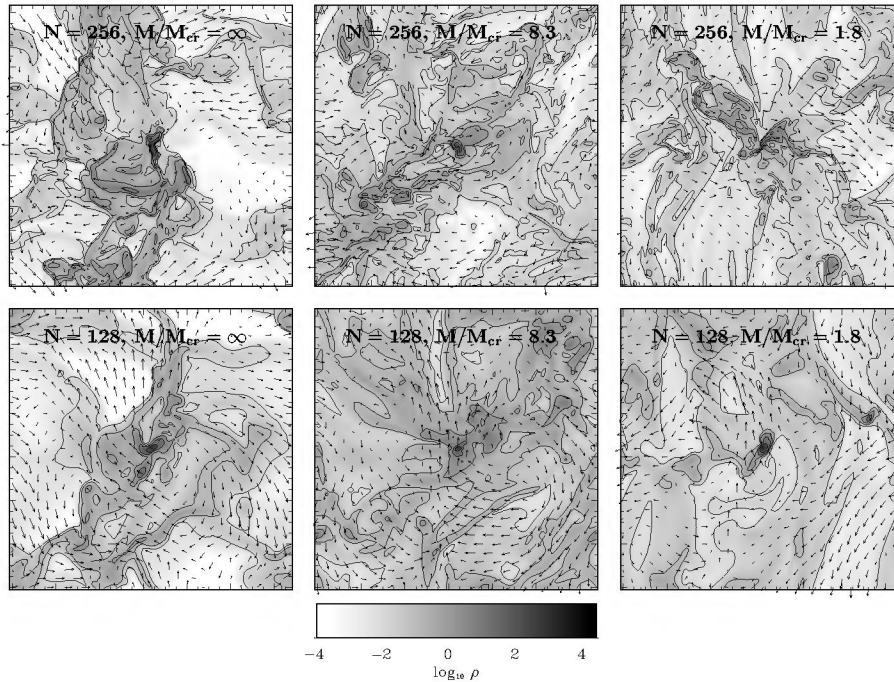 N = 256, M/M_cr = ∞
N = 256, M/M_cr = 8.3
N = 256, M/M_cr = 1.8
N = 128, M/M_cr = ∞
N = 128, M/M_cr = 8.3
N = 128, M/M_cr = 1.8
−4 −2 0 2 4
log₁₀ ρ